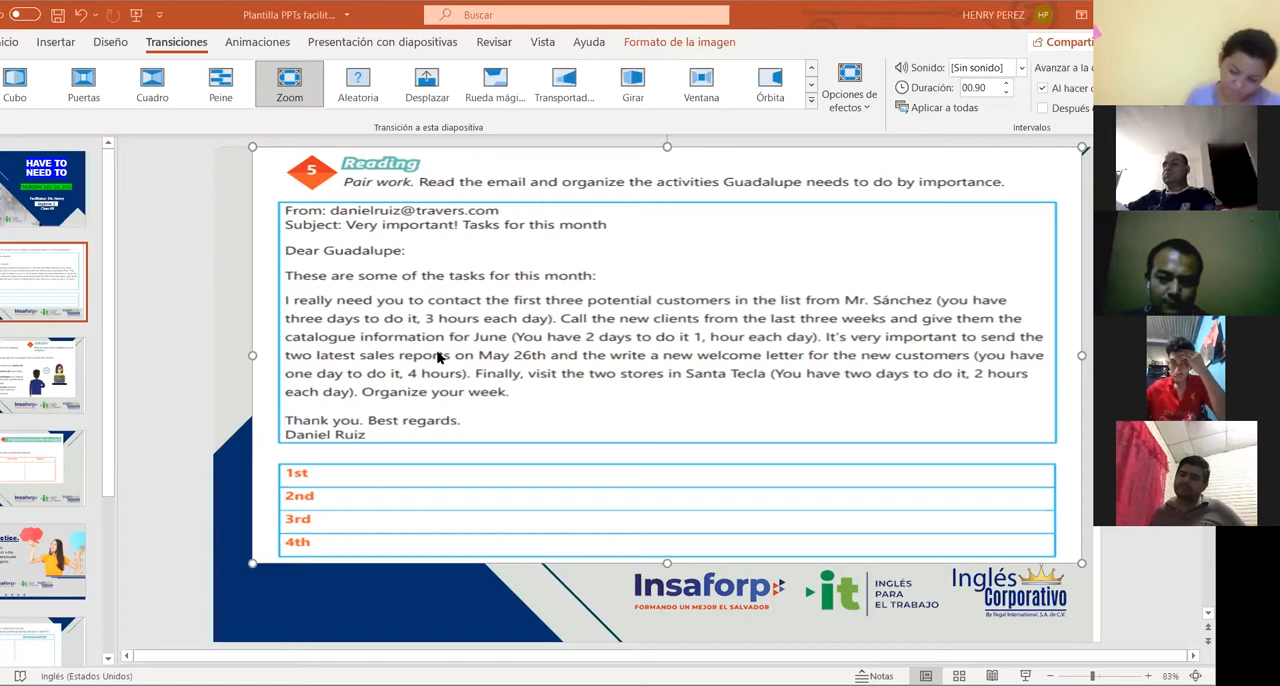 Plantilla PPTs facilit...
Buscar
HENRY PEREZ
HP
Insertar
Diseño
Transiciones
Animaciones
Presentación con diapositivas
Revisar
Vista
Ayuda
Formato de la imagen
Cubo
Puertas
Cuadro
Peine
Zoom
Aleatoria
Desplazar
Rueda mági...
Transportad...
Girar
Ventana
Órbita
Opciones de
efectos
Sonido: [Sin sonido]
Duración: 00.90
Aplicar a todas
Transición a esta diapositiva
Intervalos
HAVE TO
NEED TO
5 Reading
Pair work. Read the email and organize the activities Guadalupe needs to do by importance.
From: danielruiz@travers.com
Subject: Very important! Tasks for this month
Dear Guadalupe:
These are some of the tasks for this month:
I really need you to contact the first three potential customers in the list from Mr. Sánchez (you have
three days to do it, 3 hours each day). Call the new clients from the last three weeks and give them the
catalogue information for June (You have 2 days to do it 1, hour each day). It's very important to send the
two latest sales reports on May 26th and the write a new welcome letter for the new customers (you have
one day to do it, 4 hours). Finally, visit the two stores in Santa Tecla (You have two days to do it, 2 hours
each day). Organize your week.
Thank you. Best regards.
Daniel Ruiz
1st
2nd
3rd
4th
Insaforp
FORMANDO UN MEJOR EL SALVADOR
it
INGLÉS
PARA
EL TRABAJO
Inglés
Corporativo
By Regal International, S.A. de C.V.
Inglés (Estados Unidos)
Notas
83%